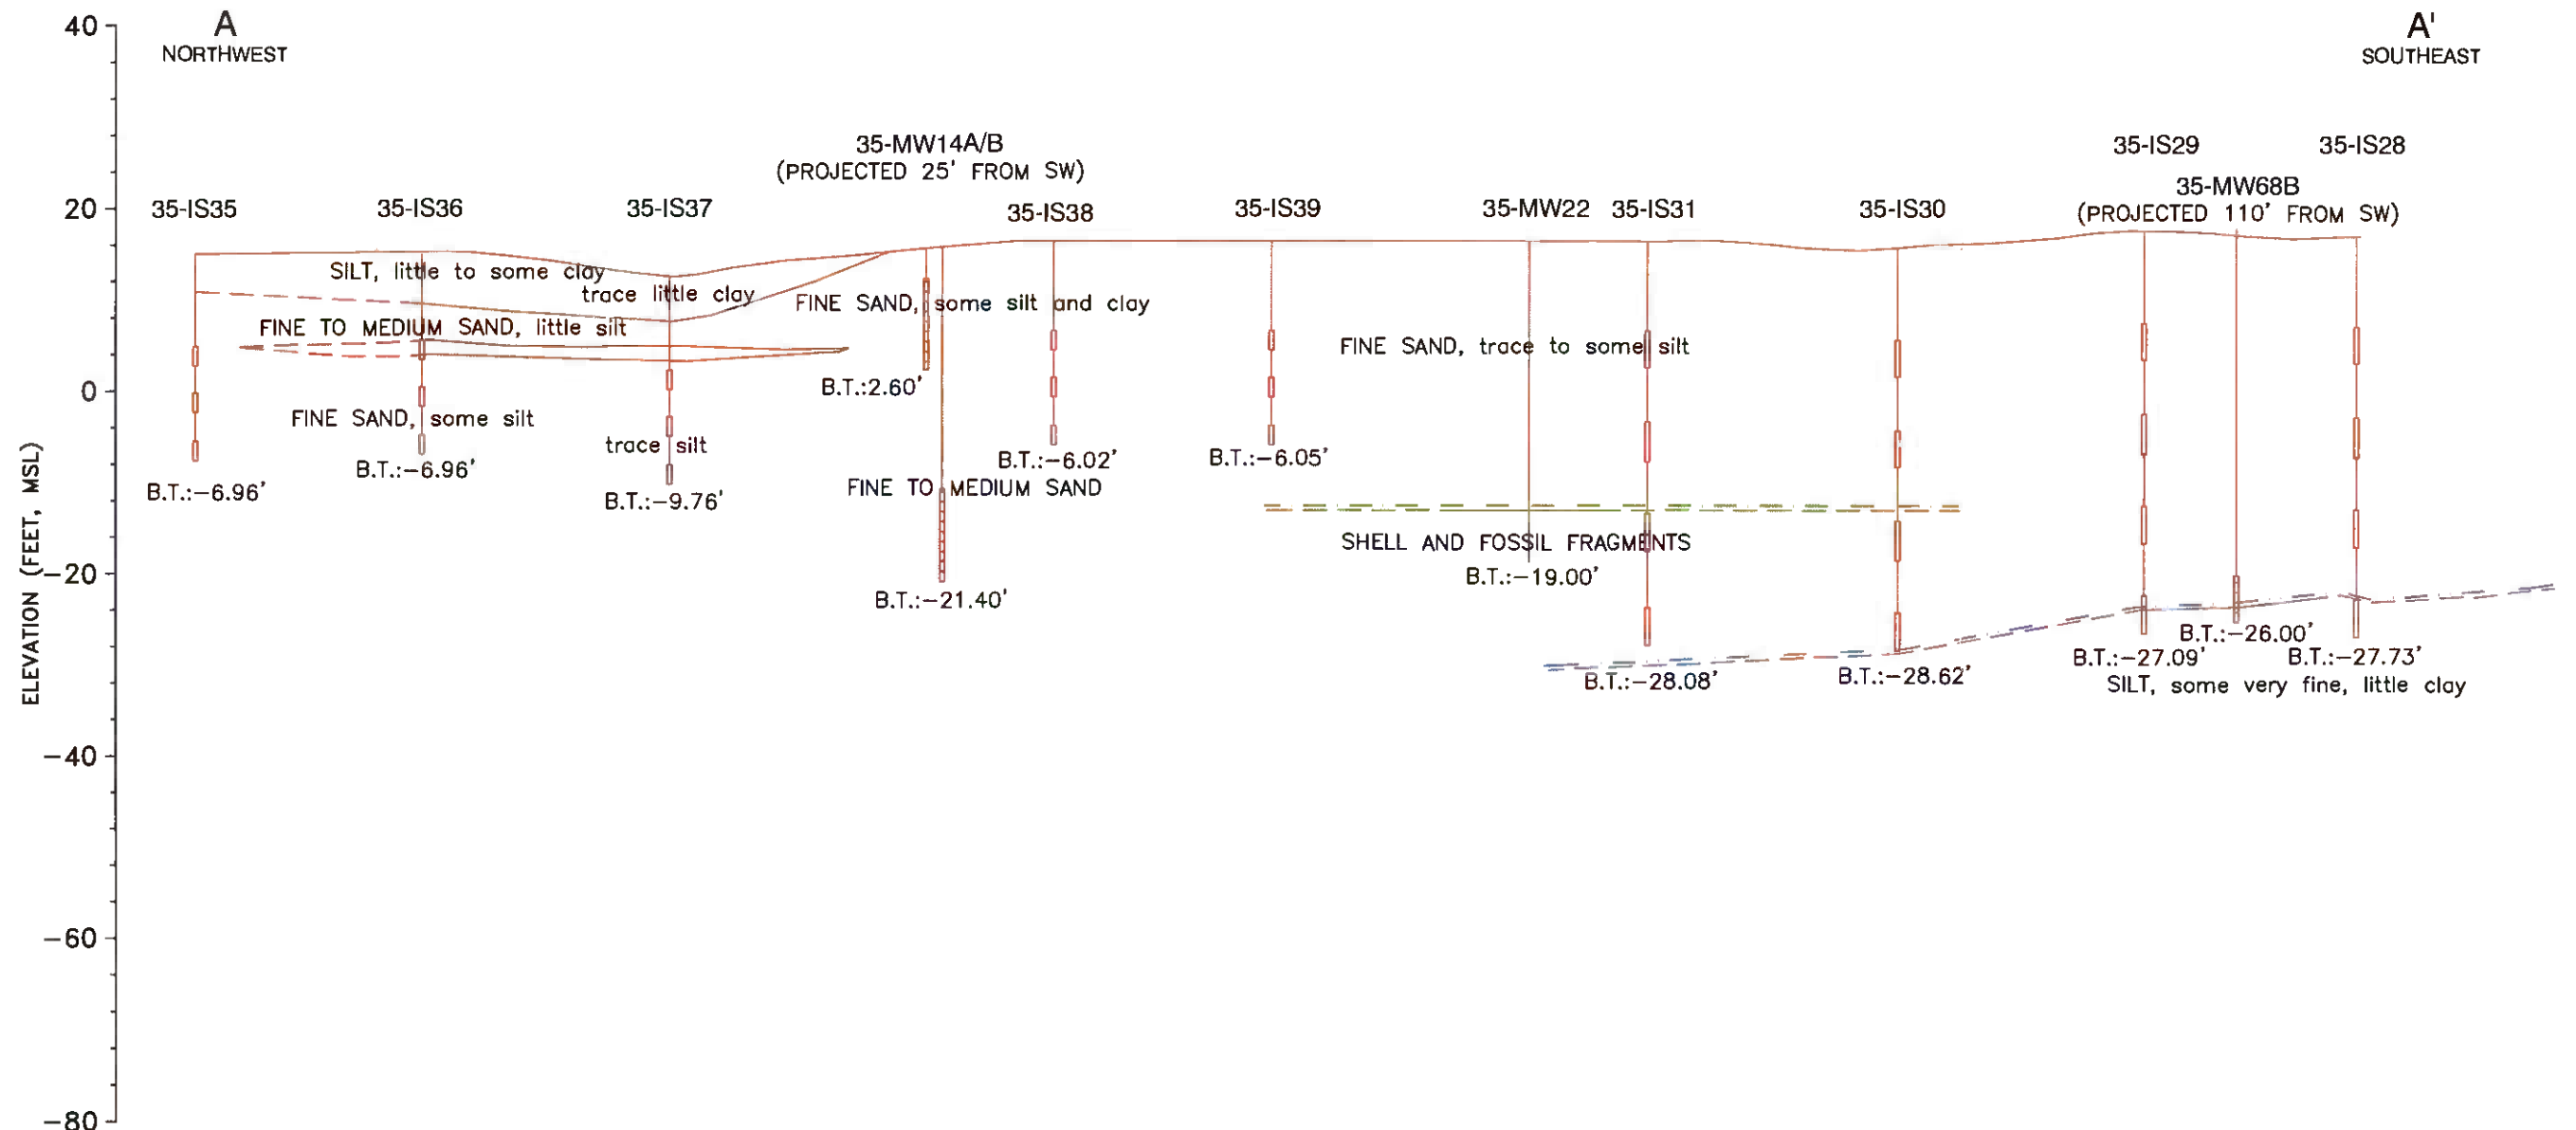 A
NORTHWEST
A'
SOUTHEAST
40
20
0
−20
−40
−60
−80
ELEVATION (FEET, MSL)
35-MW14A/B
(PROJECTED 25' FROM SW)
35-IS29
35-IS28
35-MW68B
(PROJECTED 110' FROM SW)
35-IS35
35-IS36
35-IS37
35-IS38
35-IS39
35-MW22
35-IS31
35-IS30
SILT, little to some clay
trace little clay
FINE SAND, some silt and clay
FINE TO MEDIUM SAND, little silt
FINE SAND, trace to some silt
B.T.:2.60'
FINE SAND, some silt
trace silt
B.T.:−6.96'
B.T.:−6.96'
B.T.:−9.76'
B.T.:−6.02'
B.T.:−6.05'
FINE TO MEDIUM SAND
SHELL AND FOSSIL FRAGMENTS
B.T.:−19.00'
B.T.:−21.40'
B.T.:−26.00'
B.T.:−27.09'
B.T.:−27.73'
B.T.:−28.08'
B.T.:−28.62'
SILT, some very fine, little clay